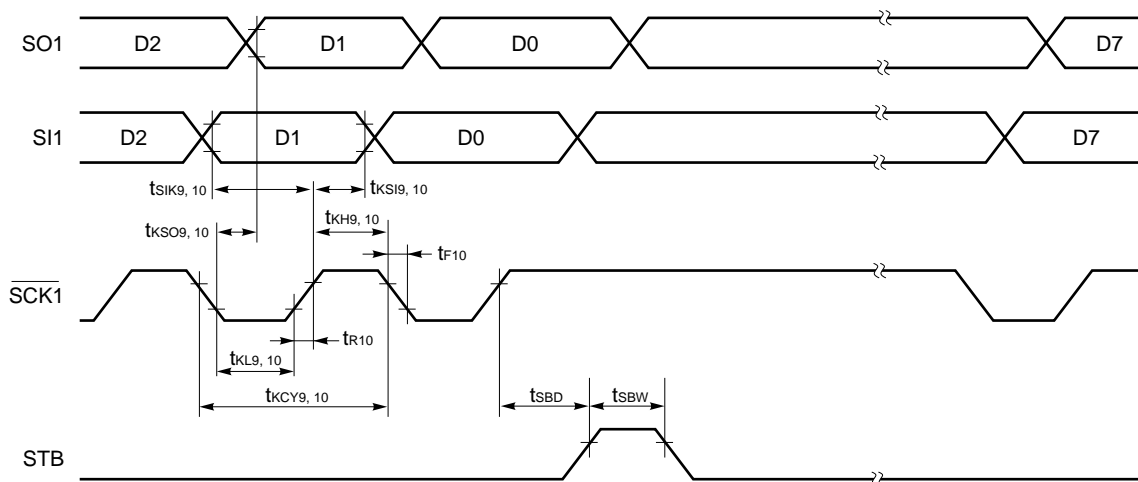 SO1 D2 D1 D0 D7
SI1 D2 D1 D0 D7
tSIK9, 10 tKSI9, 10
tKSO9, 10 tKH9, 10
tF10
SCK1
tR10
tKL9, 10
tKCY9, 10 tSBD tSBW
STB